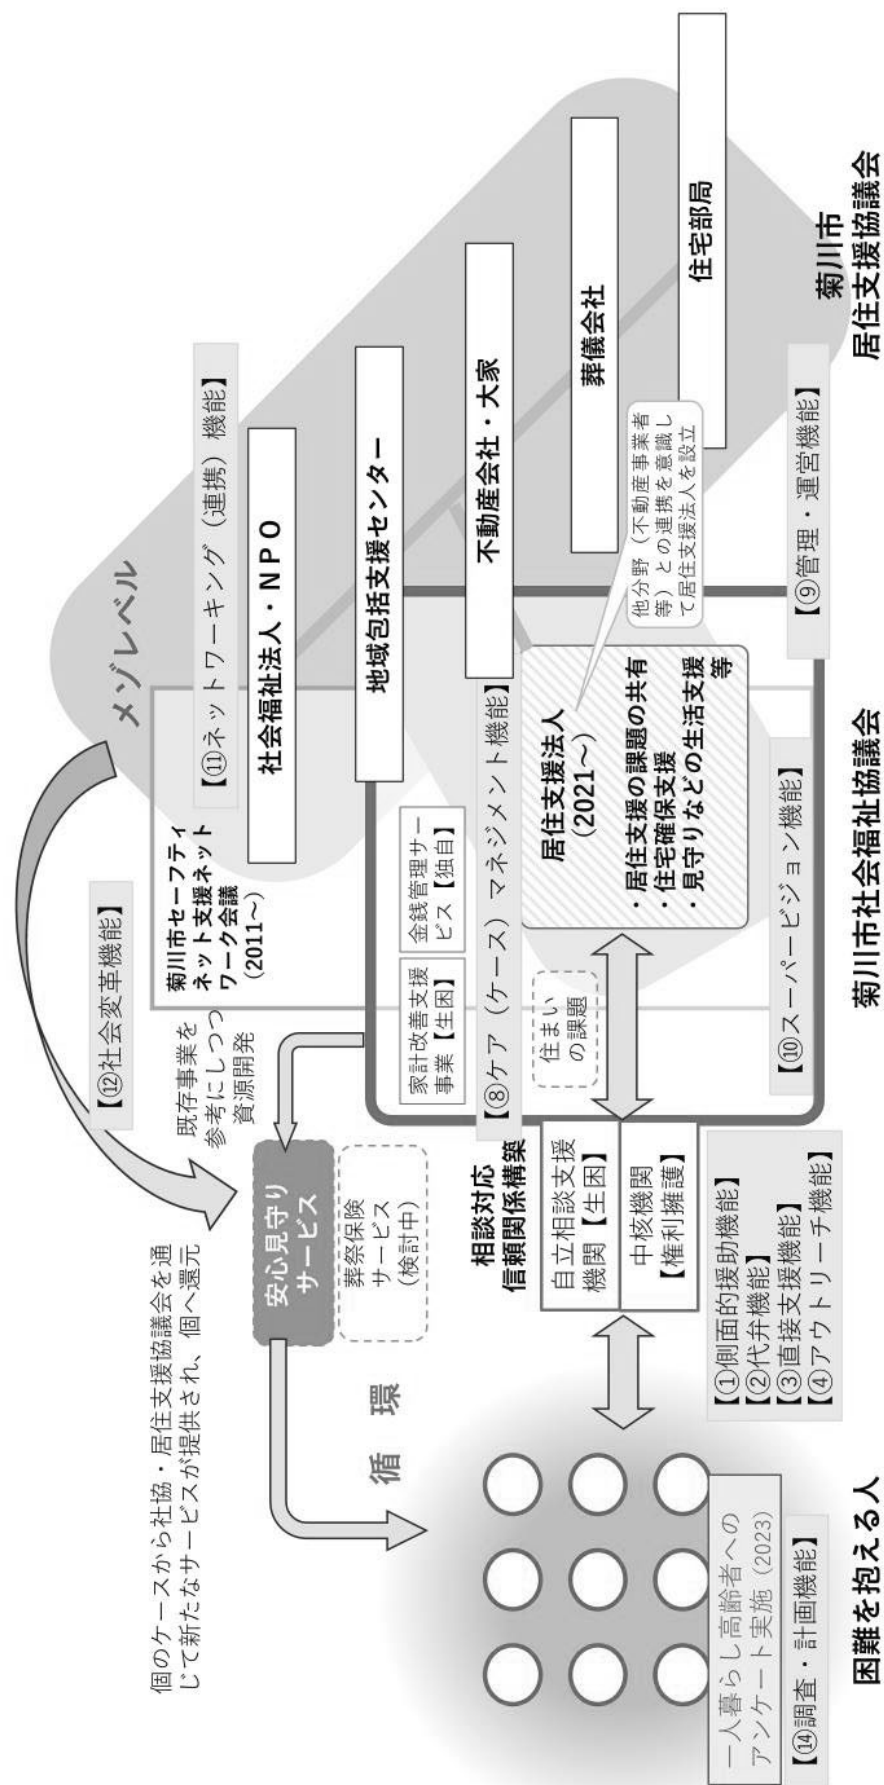 個のケースから社協・居住支援協議会を通
じて新たなサービスが提供され、個へ還元
循 環
一人暮らし高齢者への
アンケート実施（2023）
【⑭調査・計画機能】
困難を抱える人
【⑫社会変革機能】
既存事業を
参考にしつつ
資源開発
安心見守り
サービス
葬祭保険
サービス
（検討中）
相談対応
信頼関係構築
自立相談支援
機関【生困】
中核機関
【権利擁護】
【①側面的援助機能】
【②代弁機能】
【③直接支援機能】
【④アウトリーチ機能】
メゾレベル
菊川市セーフティ
ネット支援ネット
ワーク会議
（2011～）
家計改善支援
事業【生困】
金銭管理サー
ビス【独自】
【⑧ケア（ケース）マネジメント機能】
住まい
の課題
居住支援法人
（2021～）
・居住支援の課題の共有
・住宅確保支援
・見守りなどの生活支援
等
【⑩スーパービジョン機能】
菊川市社会福祉協議会
【⑪ネットワーキング（連携）機能】
社会福祉法人・ＮＰＯ
地域包括支援センター
不動産会社・大家
葬儀会社
住宅部局
他分野（不動産事業者
等）との連携を意識し
て居住支援法人を設立
【⑨管理・運営機能】
菊川市
居住支援協議会